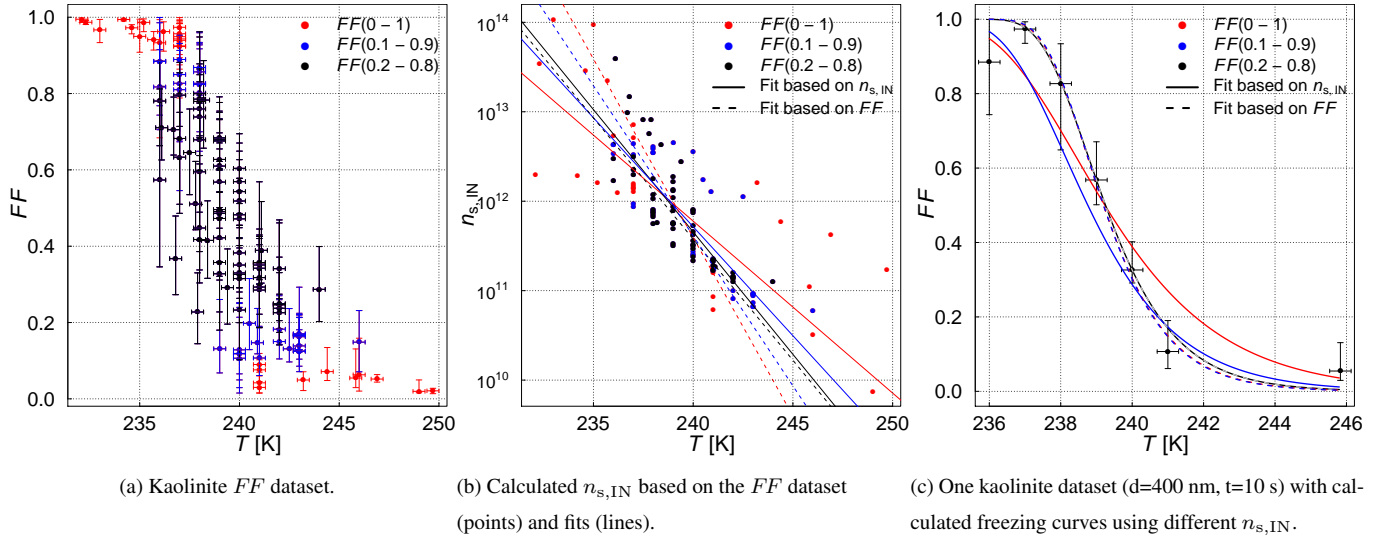 1.0
0.8
0.6
0.4
0.2
0.0
FF
235 240 245 250
T [K]
FF(0 − 1)
FF(0.1 − 0.9)
FF(0.2 − 0.8)
10^14
10^13
10^12
10^11
10^10
n_s, IN
235 240 245 250
T [K]
FF(0 − 1)
FF(0.1 − 0.9)
FF(0.2 − 0.8)
Fit based on n_s, IN
Fit based on FF
1.0
0.8
0.6
0.4
0.2
0.0
FF
236 238 240 242 244 246
T [K]
FF(0 − 1)
FF(0.1 − 0.9)
FF(0.2 − 0.8)
Fit based on n_s, IN
Fit based on FF
(a) Kaolinite FF dataset.
(b) Calculated n_s,IN based on the FF dataset
(points) and fits (lines).
(c) One kaolinite dataset (d=400 nm, t=10 s) with cal-
culated freezing curves using different n_s,IN.